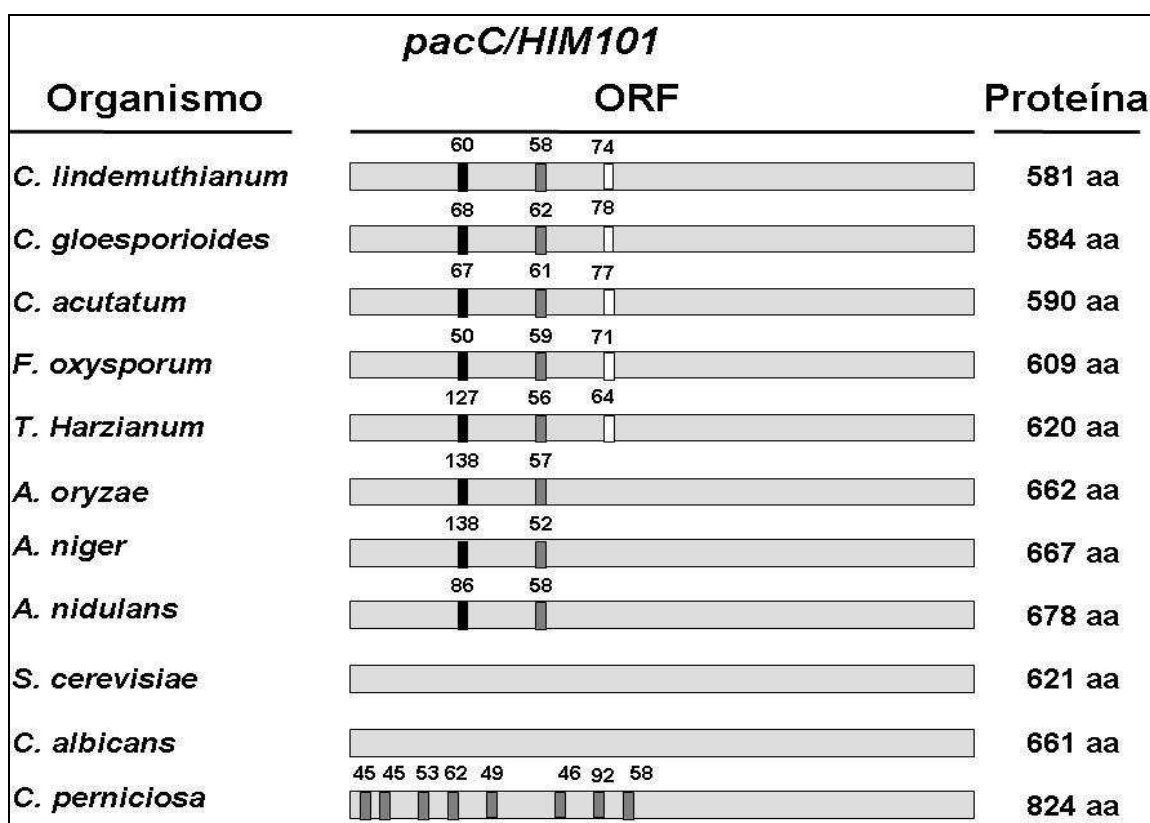 pacC/HIM101
Organismo ORF Proteína
60 58 74
C. lindemuthianum 581 aa
68 62 78
C. gloesporioides 584 aa
67 61 77
C. acutatum 590 aa
50 59 71
F. oxysporum 609 aa
127 56 64
T. Harzianum 620 aa
138 57
A. oryzae 662 aa
138 52
A. niger 667 aa
86 58
A. nidulans 678 aa
S. cerevisiae 621 aa
C. albicans 661 aa
45 45 53 62 49 46 92 58
C. perniciosa 824 aa